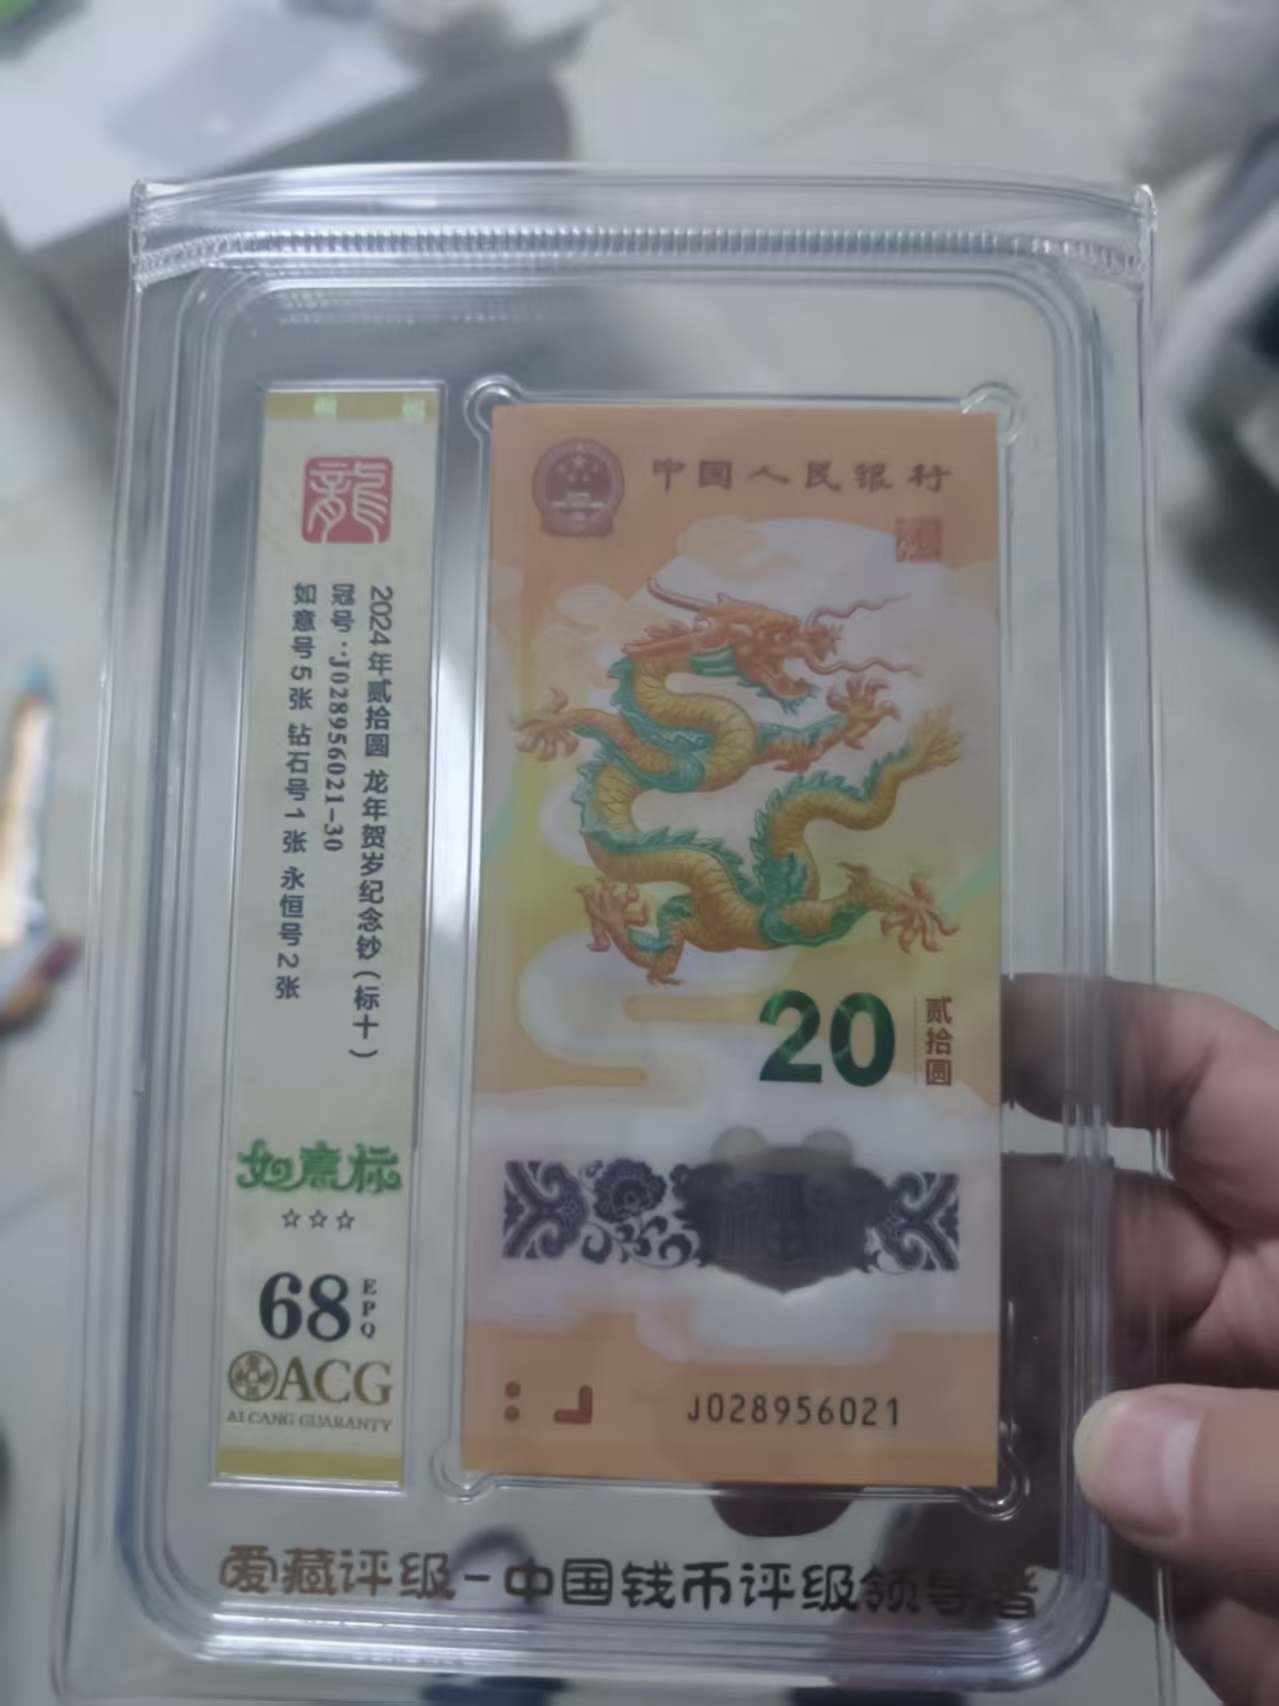 龍
2024年贰拾圆 龙年贺岁纪念钞（标十）
冠号：J028956021-30
如意号5张 钻石号1张 永恒号2张
如意标
☆☆☆
68 EPQ
ACG
AI CANG GUARANTY
中国人民银行
20 贰拾圆
J028956021
爱藏评级-中国钱币评级领导者